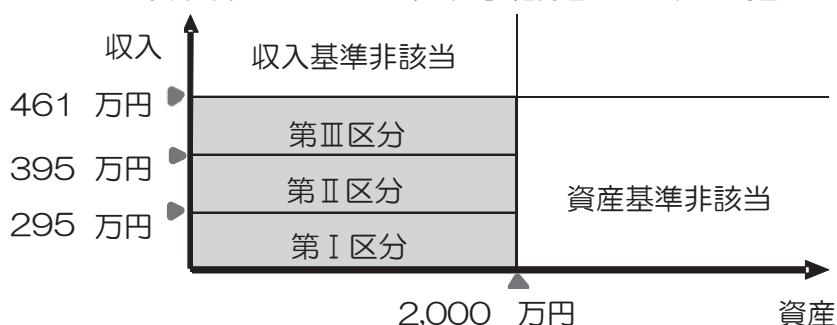 収入
収入基準非該当
461 万円
第Ⅲ区分
395 万円
第Ⅱ区分
資産基準非該当
295 万円
第Ⅰ区分
2,000 万円
資産